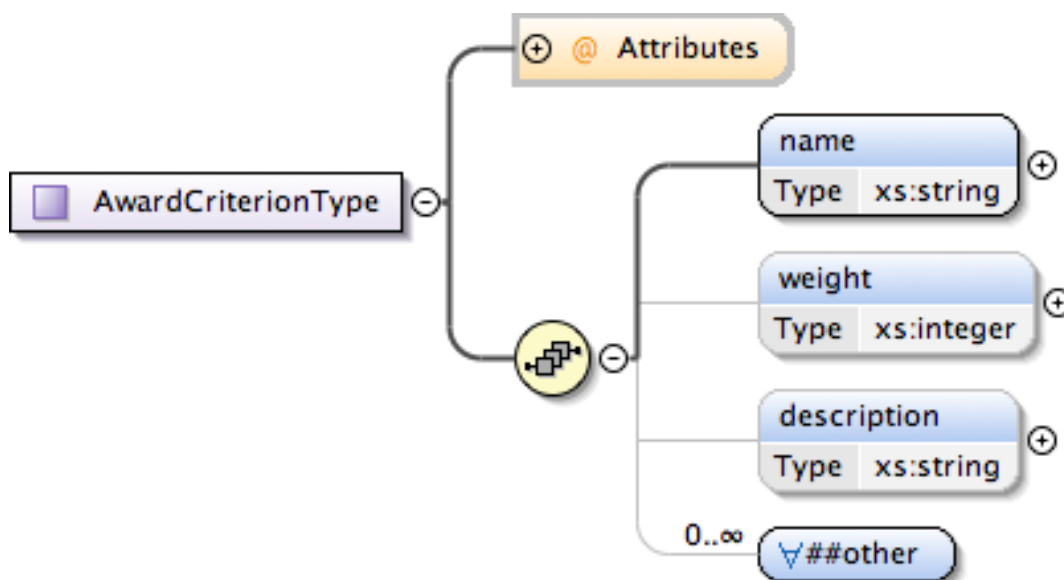 @ Attributes
name
Type xs:string
AwardCriterionType
weight
Type xs:integer
description
Type xs:string
0..∞
∀##other